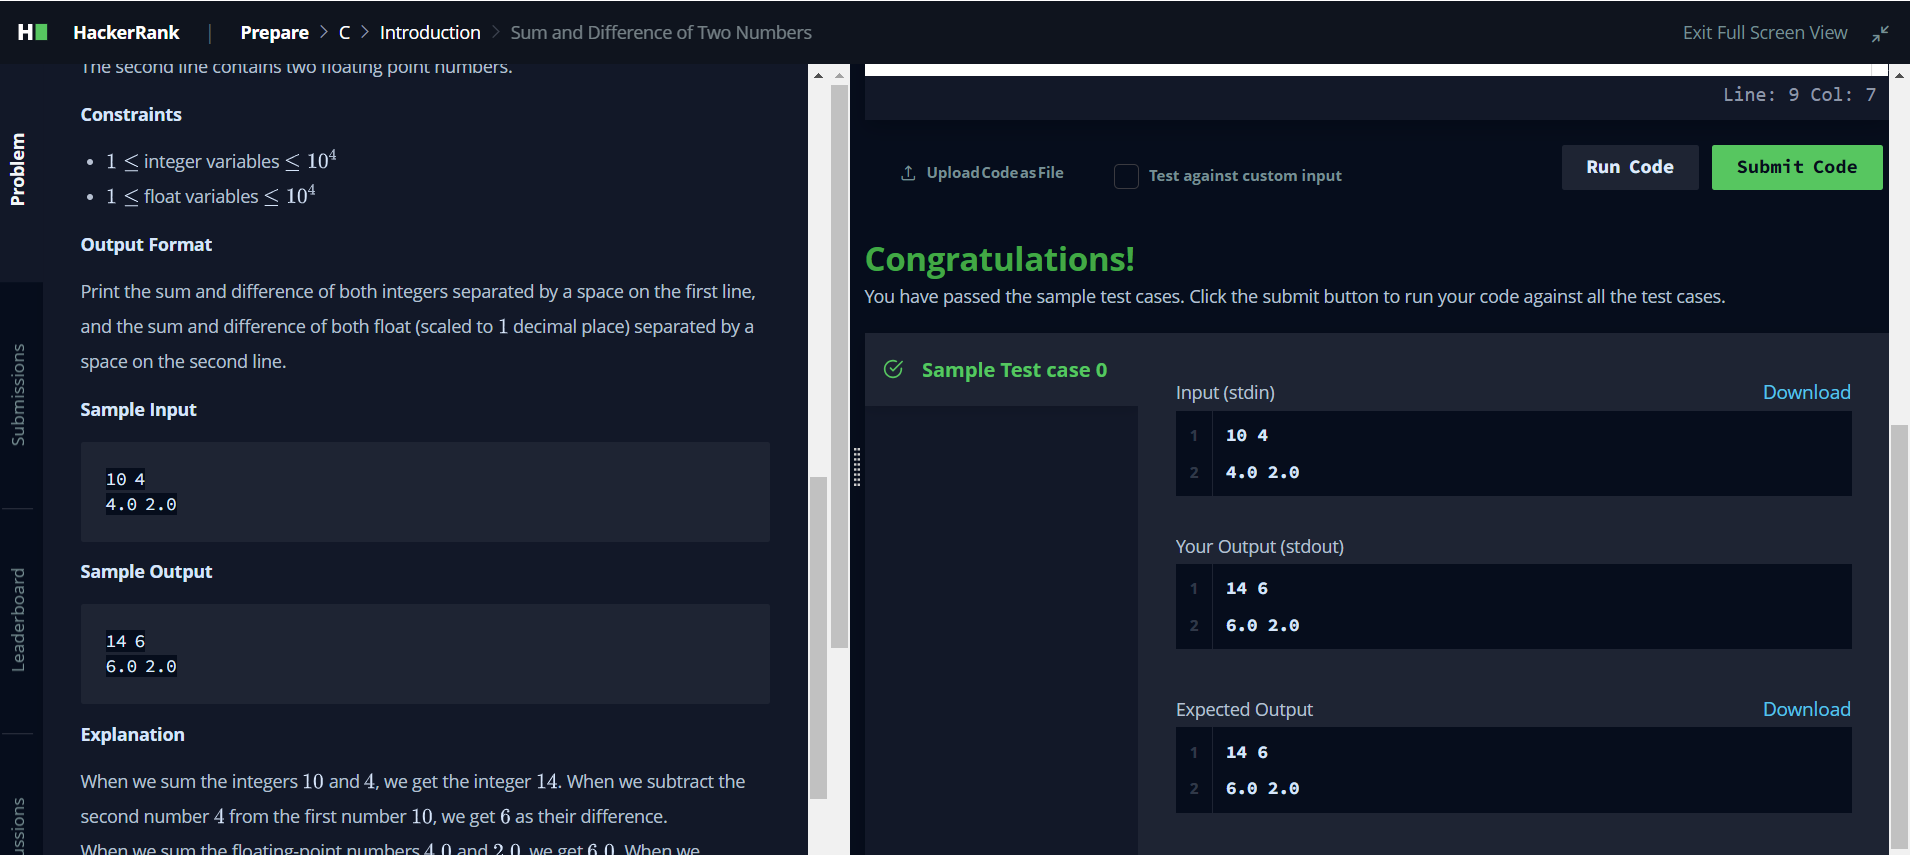 HackerRank | Prepare > C > Introduction > Sum and Difference of Two Numbers
Exit Full Screen View
Problem
Submissions
Leaderboard
ussions
The second line contains two floating point numbers.
Constraints
• 1 ≤ integer variables ≤ 10⁴
• 1 ≤ float variables ≤ 10⁴
Output Format
Print the sum and difference of both integers separated by a space on the first line,
and the sum and difference of both float (scaled to 1 decimal place) separated by a
space on the second line.
Sample Input
10 4
4.0 2.0
Sample Output
14 6
6.0 2.0
Explanation
When we sum the integers 10 and 4, we get the integer 14. When we subtract the
second number 4 from the first number 10, we get 6 as their difference.
When we sum the floating-point numbers 4.0 and 2.0, we get 6.0. When we
Line: 9 Col: 7
Upload Code as File
Test against custom input
Run Code
Submit Code
Congratulations!
You have passed the sample test cases. Click the submit button to run your code against all the test cases.
Sample Test case 0
Input (stdin)
Download
1 10 4
2 4.0 2.0
Your Output (stdout)
1 14 6
2 6.0 2.0
Expected Output
Download
1 14 6
2 6.0 2.0